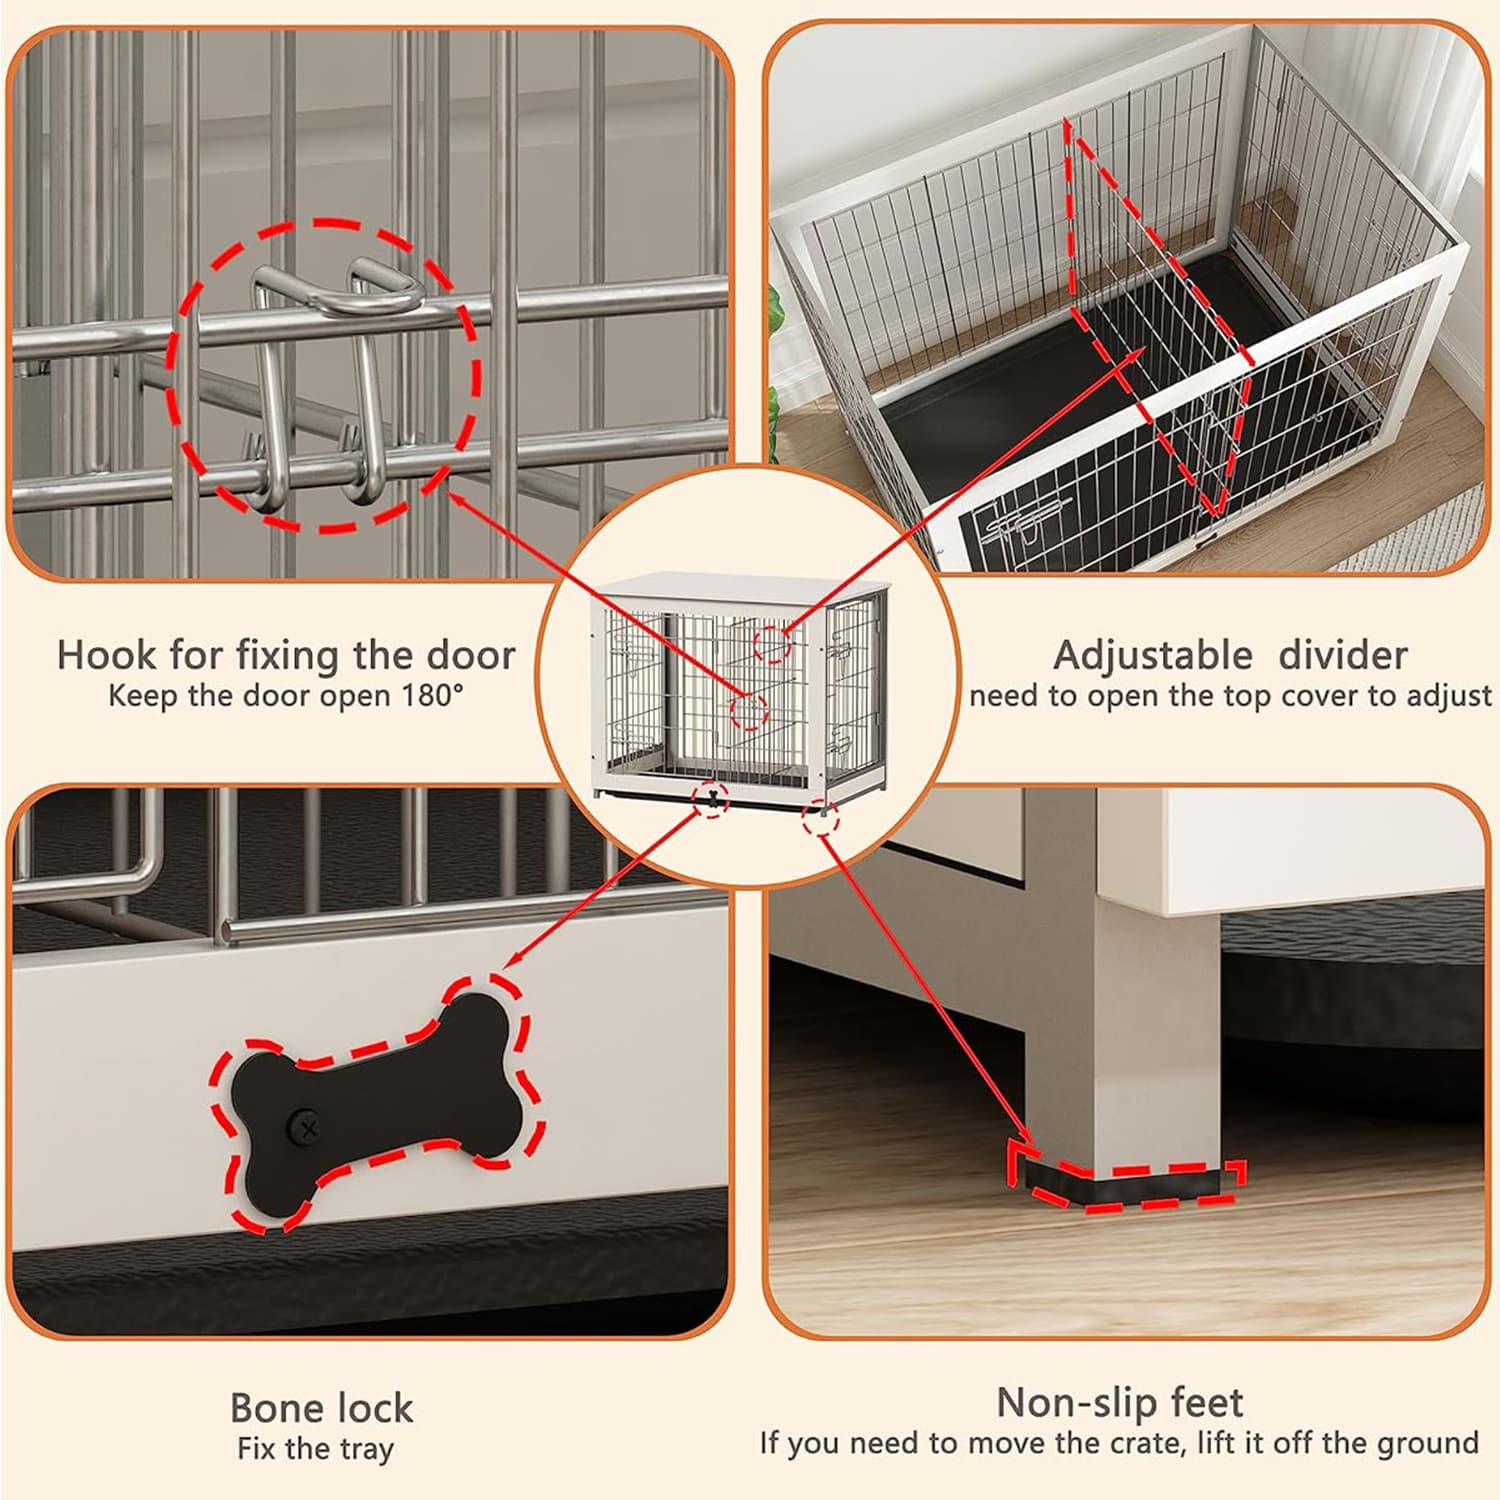 Hook for fixing the door
Keep the door open 180°
Adjustable divider
need to open the top cover to adjust
Bone lock
Fix the tray
Non-slip feet
If you need to move the crate, lift it off the ground